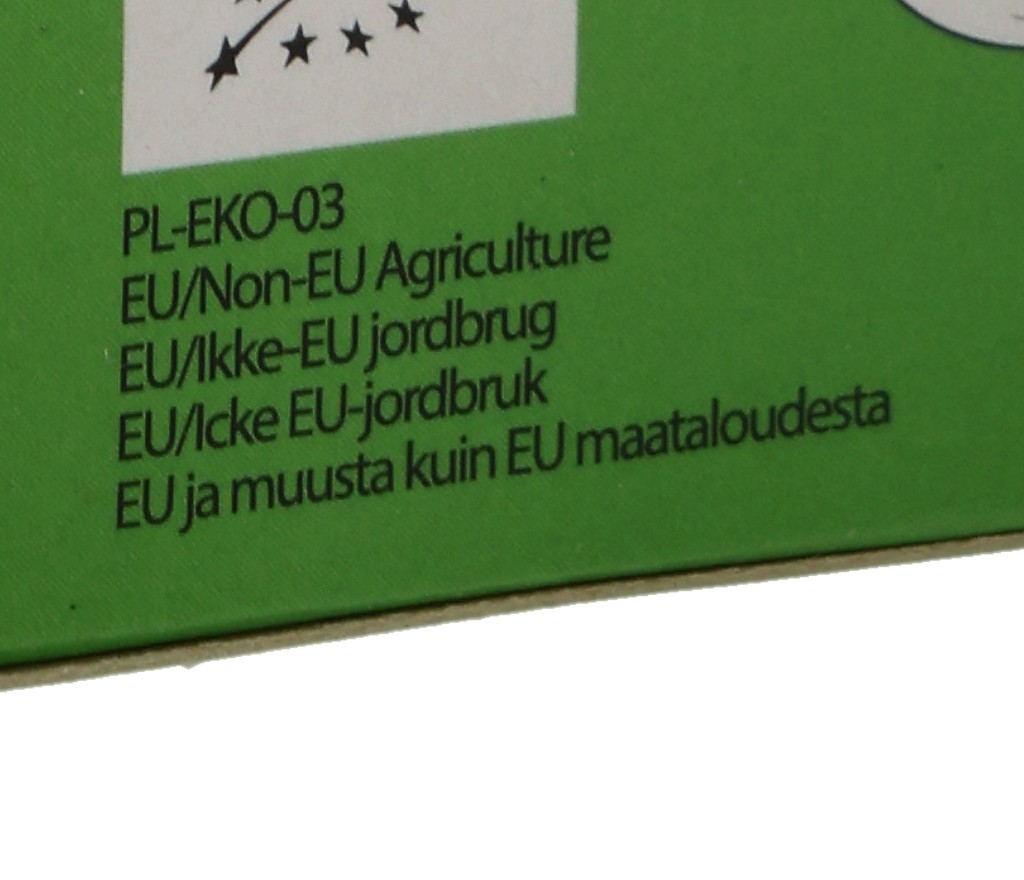 PL-EKO-03
EU/Non-EU Agriculture
EU/Ikke-EU jordbrug
EU/Icke EU-jordbruk
EU ja muusta kuin EU maataloudesta